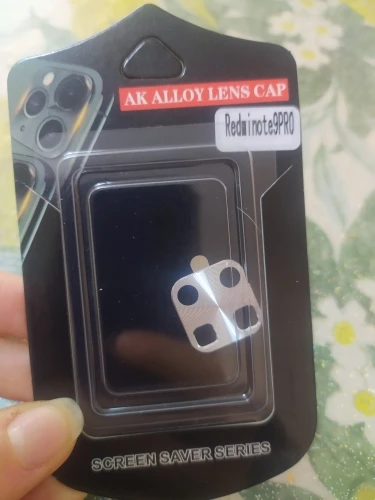 AK ALLOY LENS CAP
Redminote9PRO
SCREEN SAVER SERIES